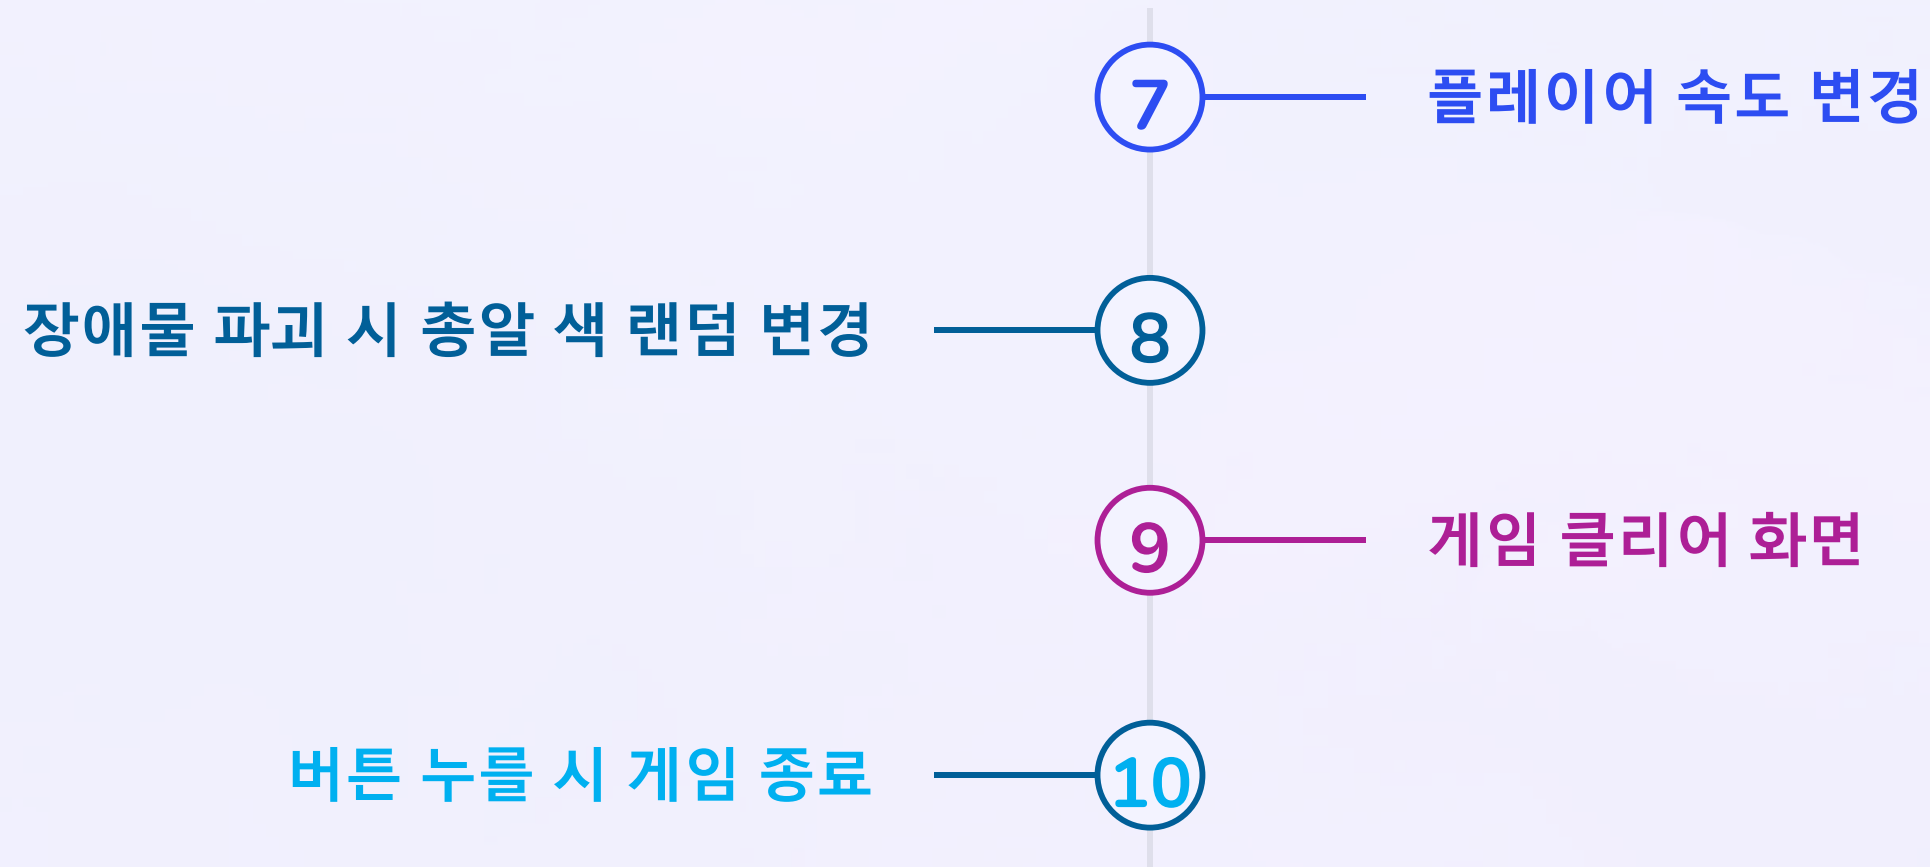 7 플레이어 속도 변경
장애물 파괴 시 총알 색 랜덤 변경 8
9 게임 클리어 화면
버튼 누를 시 게임 종료 10